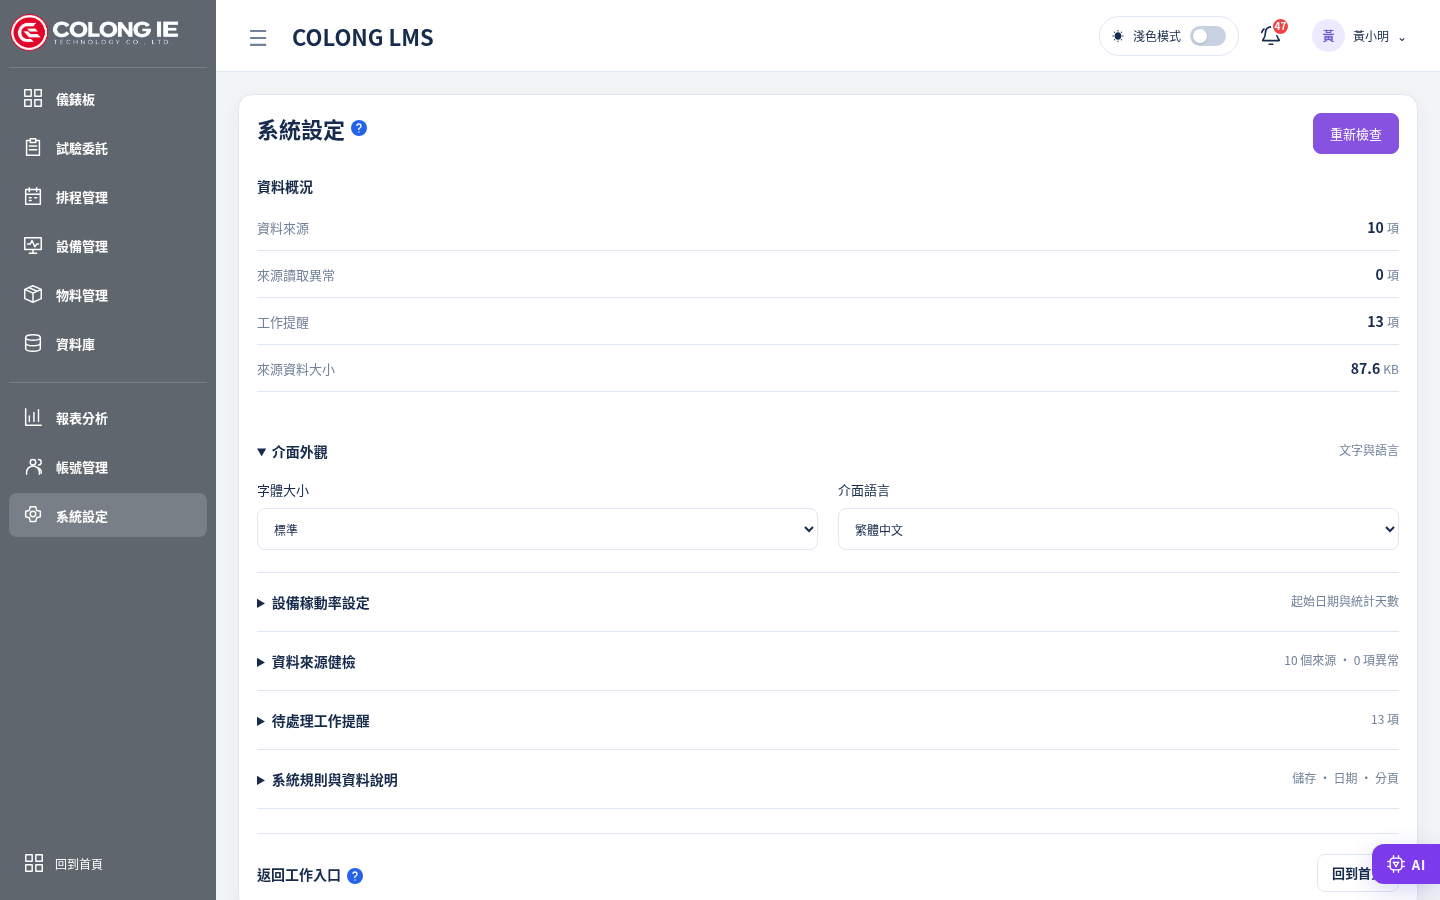 COLONG IE
TECHNOLOGY CO., LTD.
儀錶板
試驗委託
排程管理
設備管理
物料管理
資料庫
報表分析
帳號管理
系統設定
回到首頁
COLONG LMS
淺色模式
47
黃
黃小明
系統設定 ?
重新檢查
資料概況
資料來源 10 項
來源讀取異常 0 項
工作提醒 13 項
來源資料大小 87.6 KB
介面外觀 文字與語言
字體大小 介面語言
標準 繁體中文
設備稼動率設定 起始日期與統計天數
資料來源健檢 10 個來源 · 0 項異常
待處理工作提醒 13 項
系統規則與資料說明 儲存 · 日期 · 分頁
返回工作入口 ?
回到首
AI